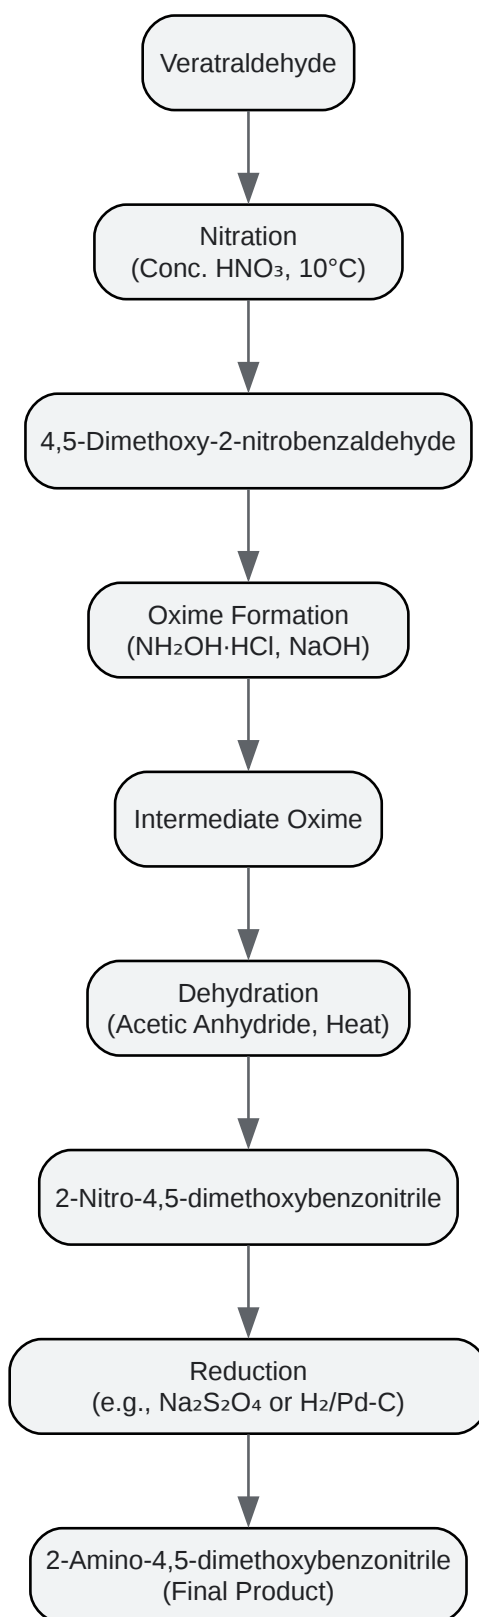 Veratraldehyde
Nitration
(Conc. HNO₃, 10°C)
4,5-Dimethoxy-2-nitrobenzaldehyde
Oxime Formation
(NH₂OH·HCl, NaOH)
Intermediate Oxime
Dehydration
(Acetic Anhydride, Heat)
2-Nitro-4,5-dimethoxybenzonitrile
Reduction
(e.g., Na₂S₂O₄ or H₂/Pd-C)
2-Amino-4,5-dimethoxybenzonitrile
(Final Product)